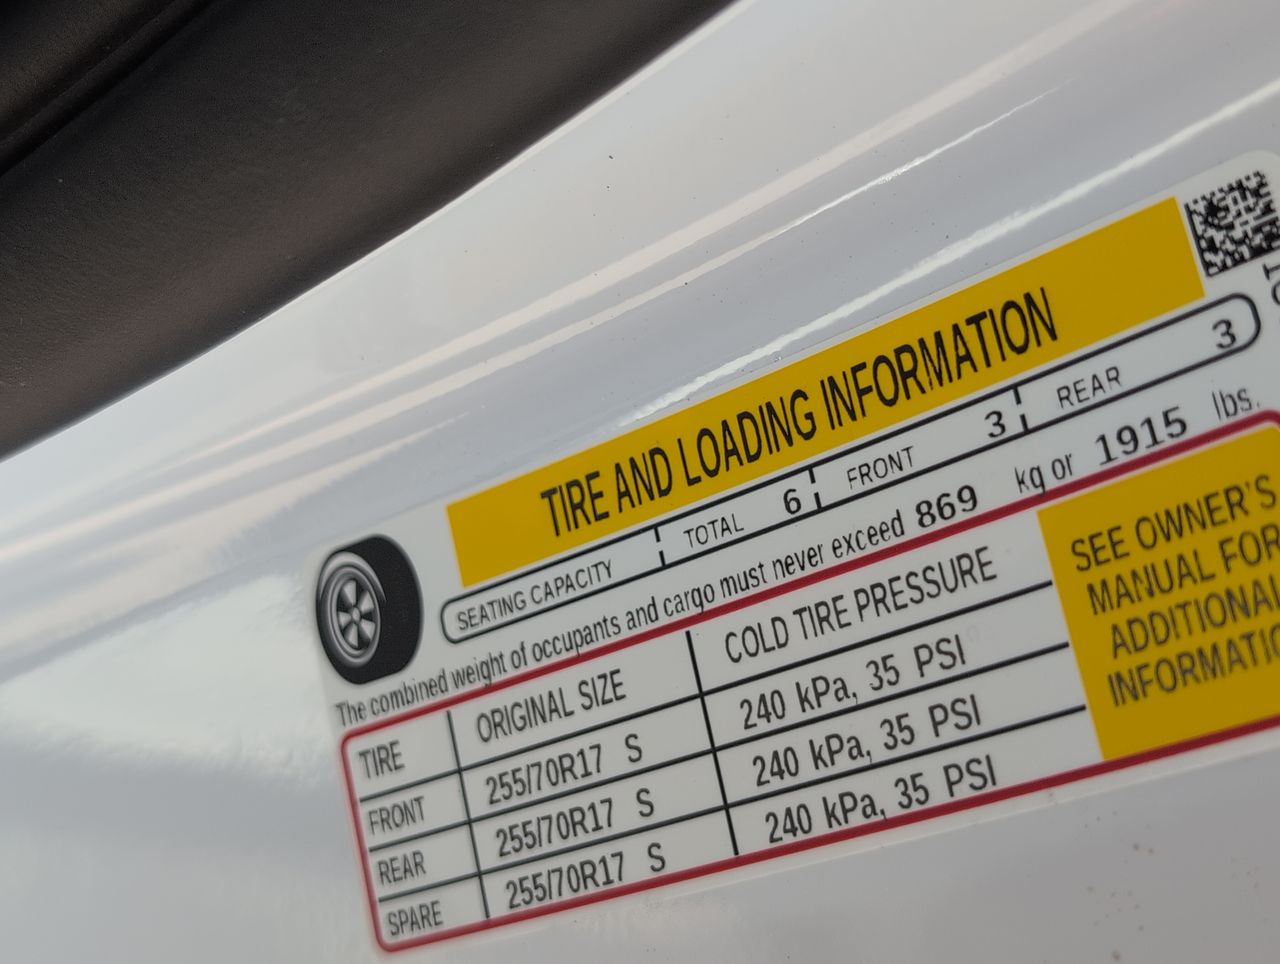 TIRE AND LOADING INFORMATION
SEATING CAPACITY TOTAL 6 FRONT 3 REAR 3
The combined weight of occupants and cargo must never exceed 869 kg or 1915 lbs.
TIRE ORIGINAL SIZE COLD TIRE PRESSURE
FRONT 255/70R17 S 240 kPa, 35 PSI
REAR 255/70R17 S 240 kPa, 35 PSI
SPARE 255/70R17 S 240 kPa, 35 PSI
SEE OWNER'S
MANUAL FOR
ADDITIONAL
INFORMATIO